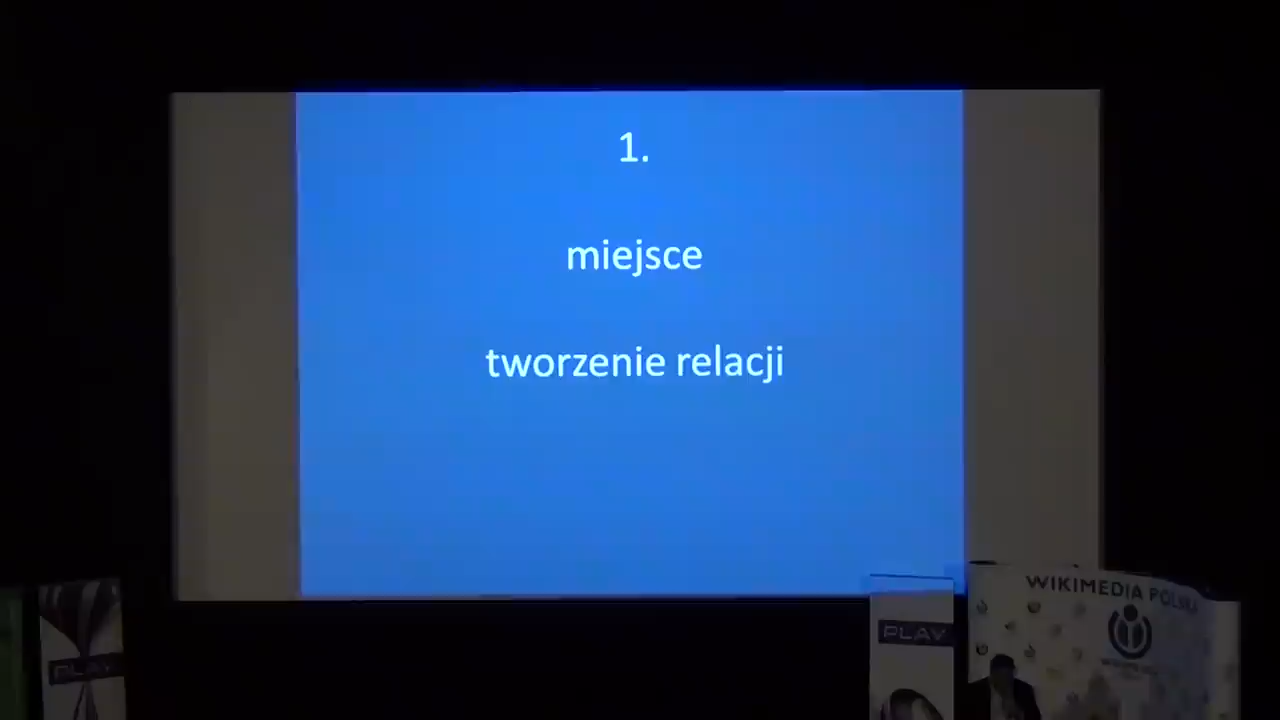 1.
miejsce
tworzenie relacji
WIKIMEDIA POLSKA
PLAY
PLAY